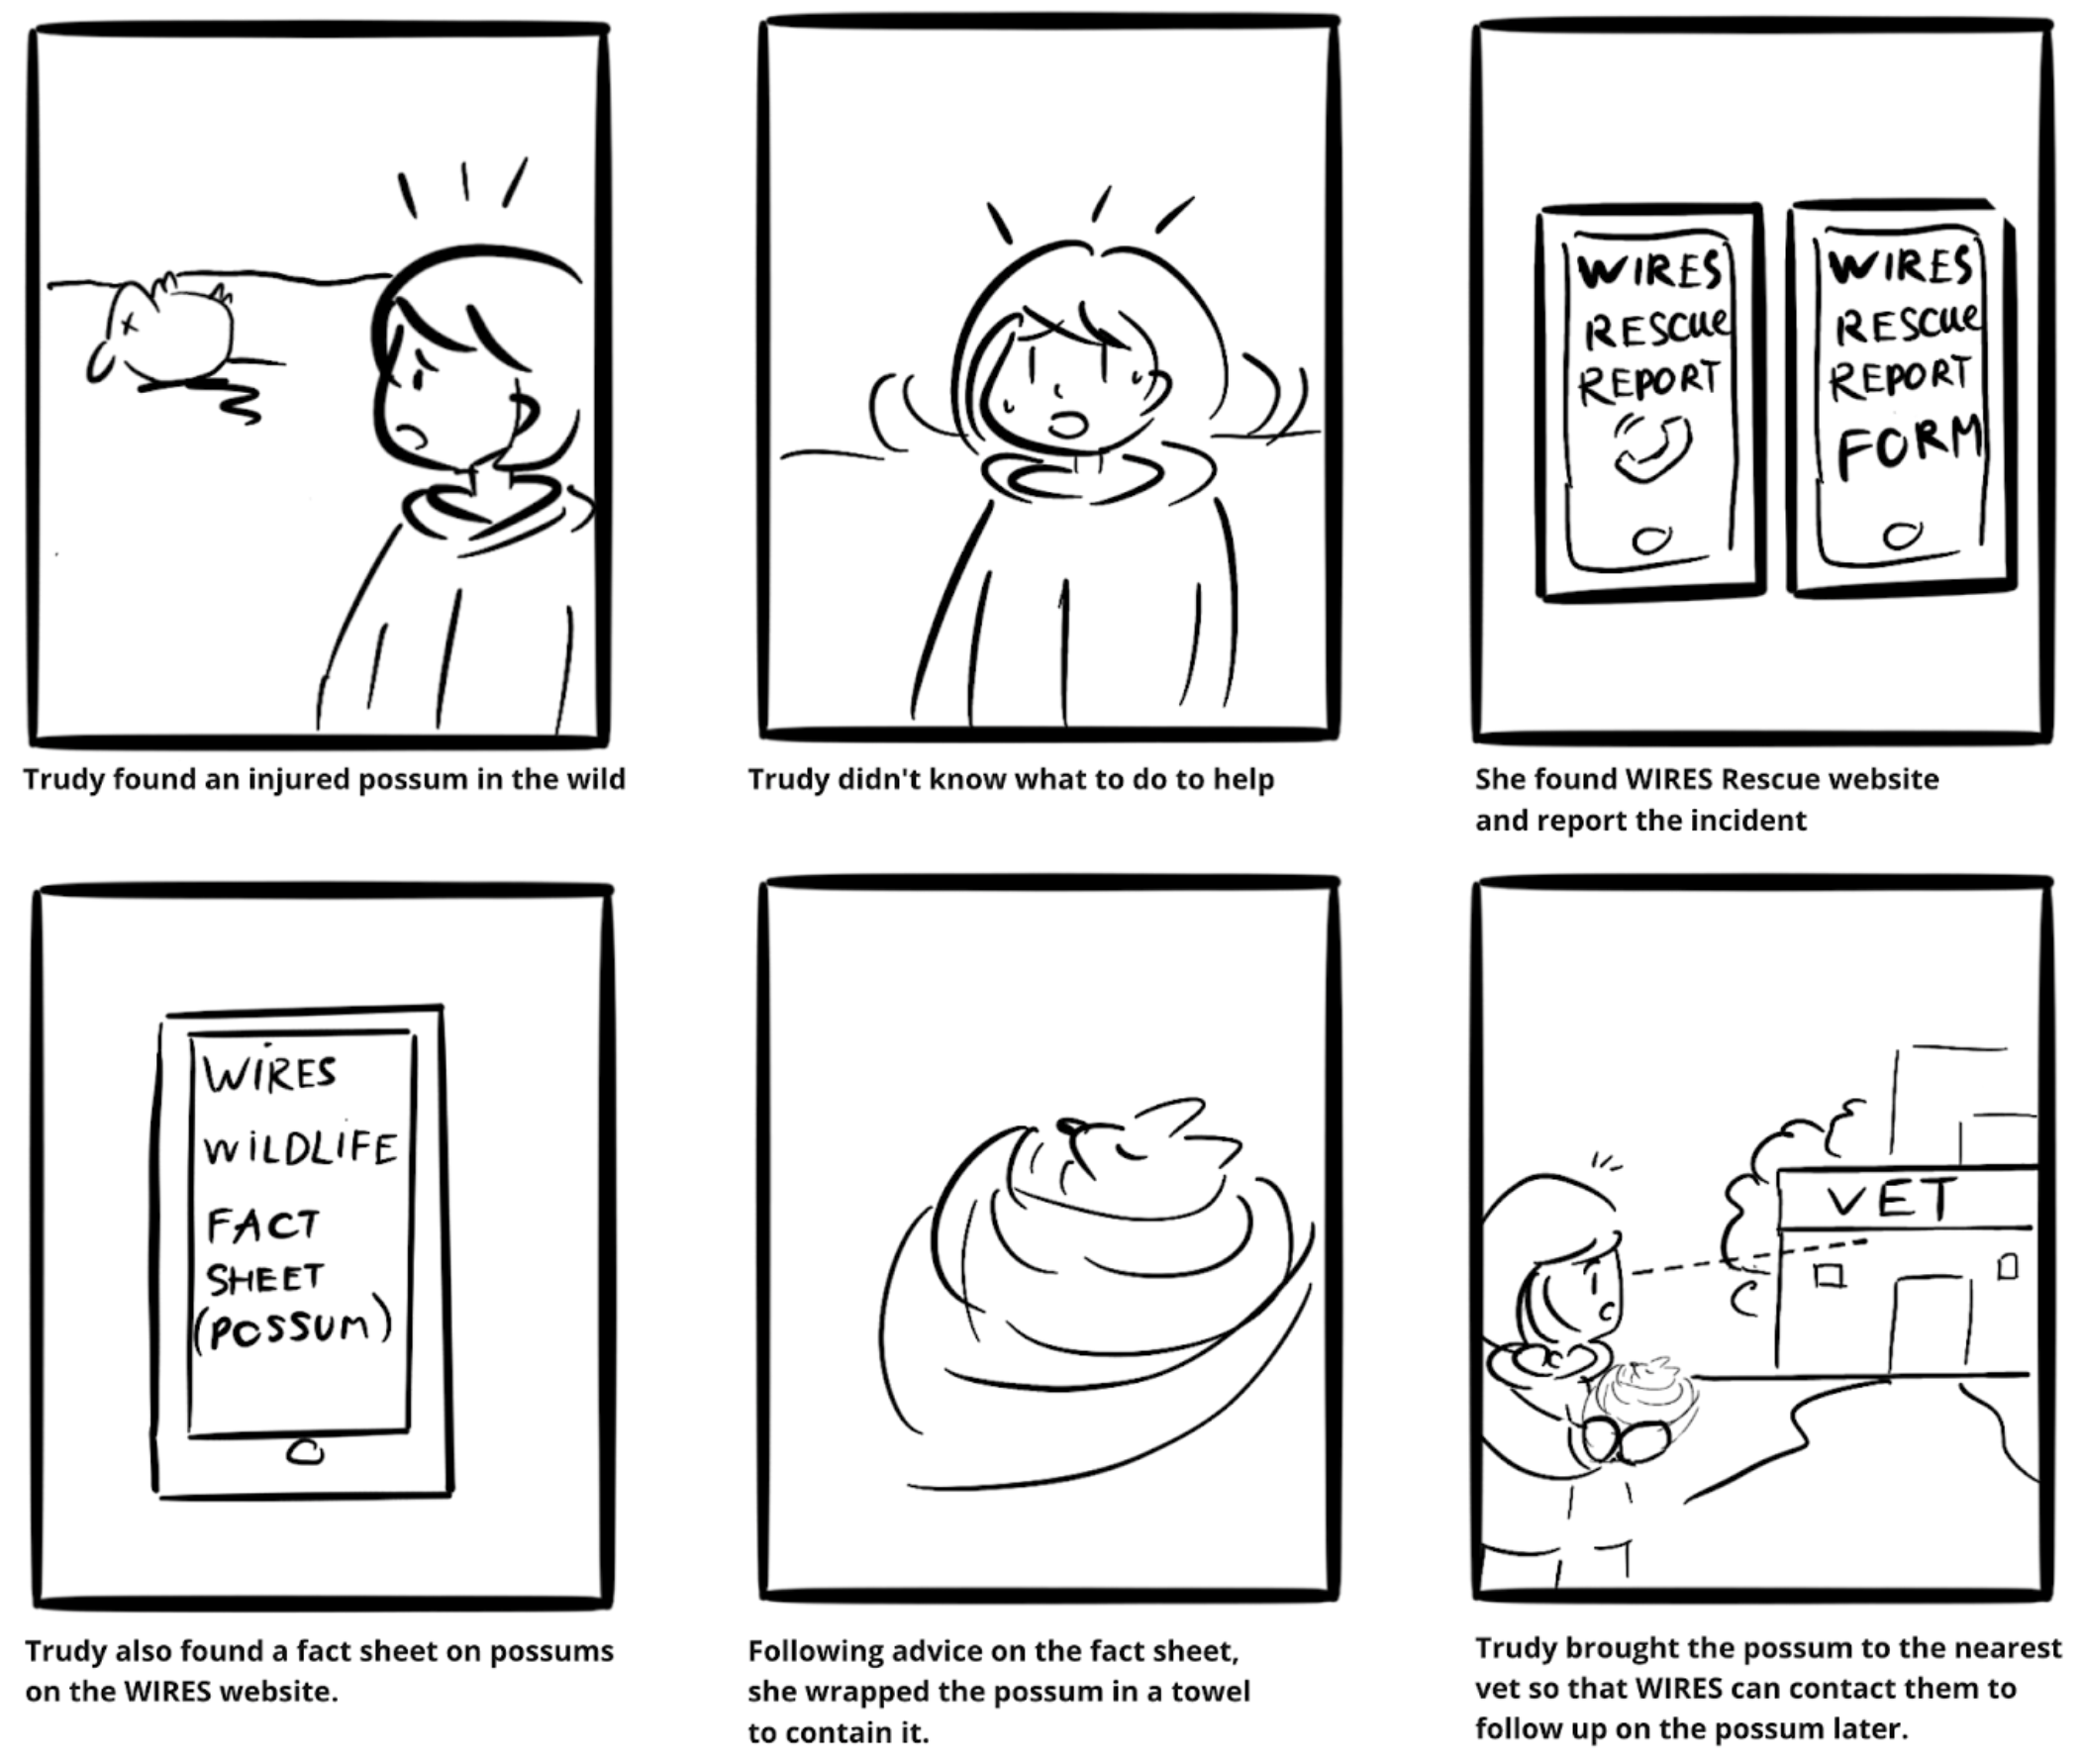 WIRES
RESCUE
REPORT
WIRES
RESCUE
REPORT
FORM
Trudy found an injured possum in the wild
Trudy didn't know what to do to help
She found WIRES Rescue website
and report the incident
WIRES
WILDLIFE
FACT
SHEET
(POSSUM)
VET
Trudy also found a fact sheet on possums
on the WIRES website.
Following advice on the fact sheet,
she wrapped the possum in a towel
to contain it.
Trudy brought the possum to the nearest
vet so that WIRES can contact them to
follow up on the possum later.